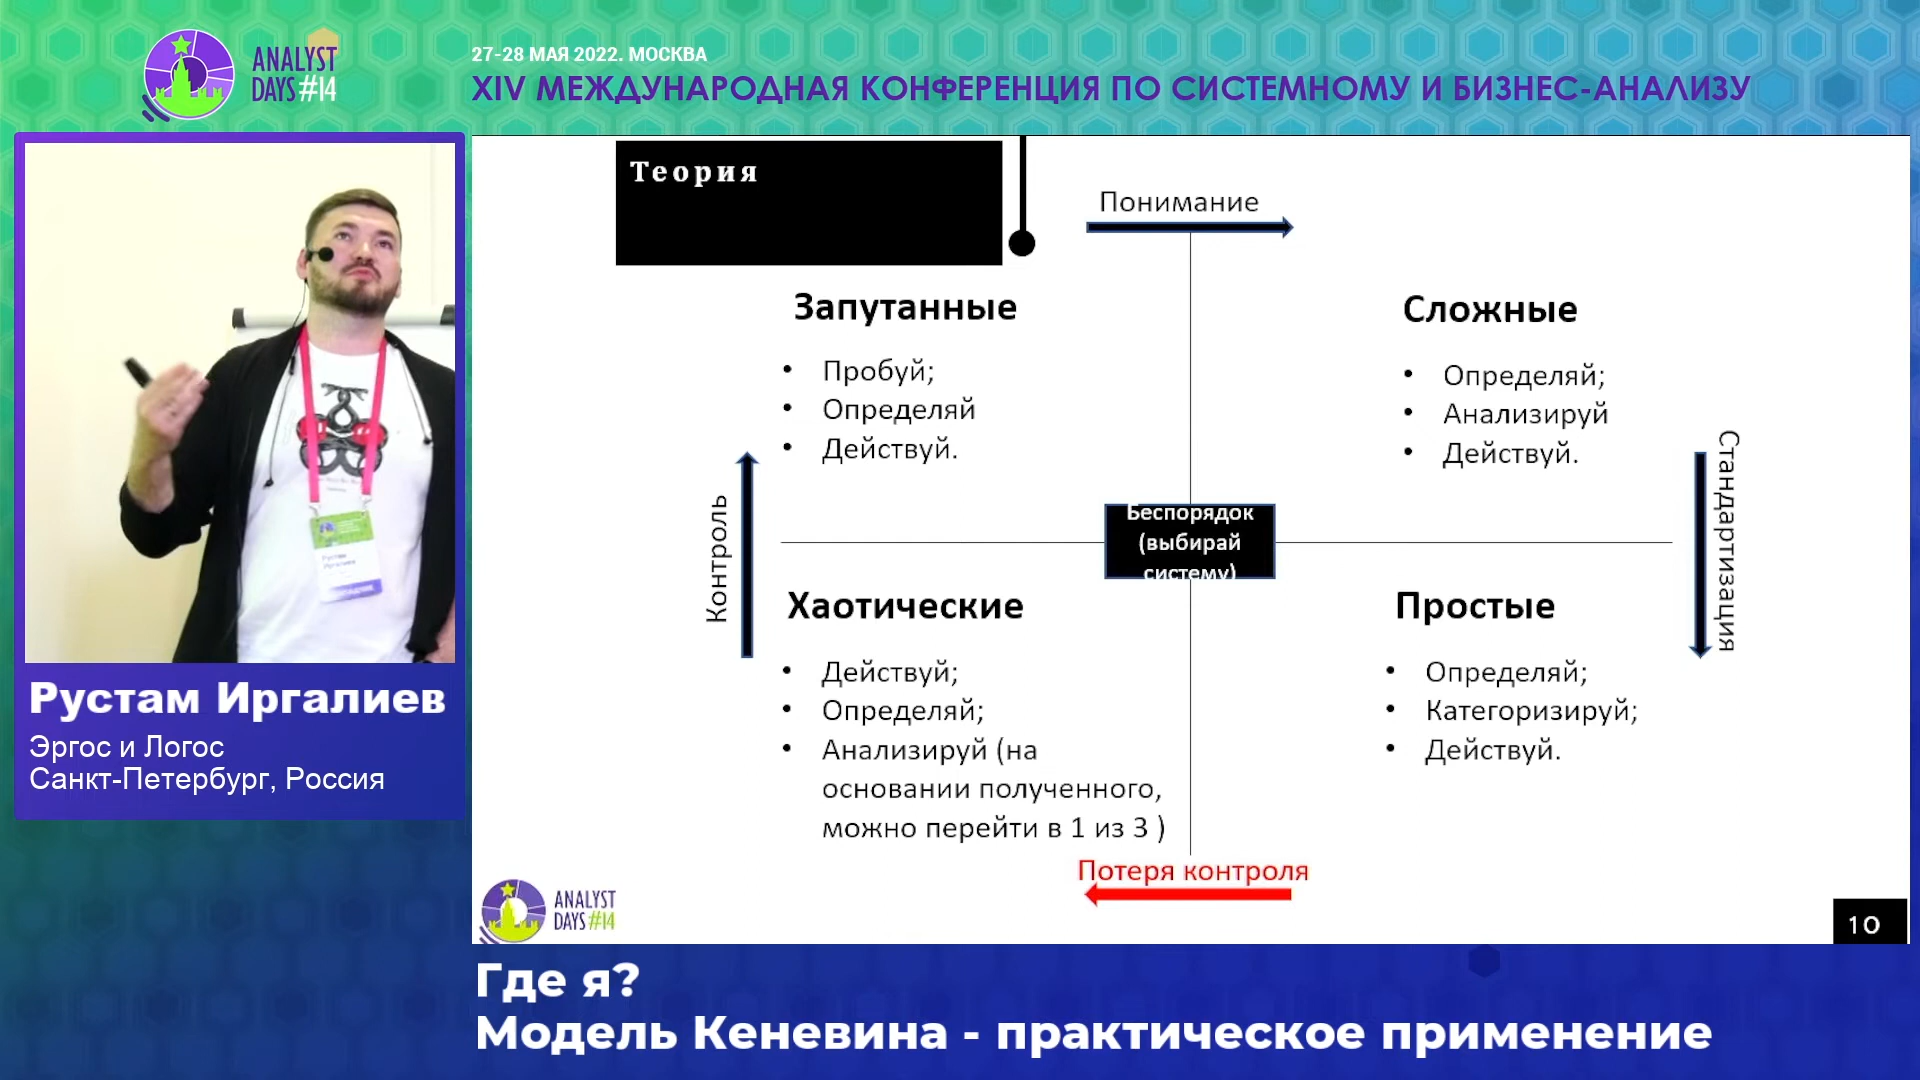 ANALYST
DAYS #14
27-28 МАЯ 2022. МОСКВА
XIV МЕЖДУНАРОДНАЯ КОНФЕРЕНЦИЯ ПО СИСТЕМНОМУ И БИЗНЕС-АНАЛИЗУ
Рустам Иргалиев
Эргос и Логос
Санкт-Петербург, Россия
Теория
Понимание
Запутанные
• Пробуй;
• Определяй
• Действуй.
Сложные
• Определяй;
• Анализируй
• Действуй.
Контроль
Стандартизация
Беспорядок
(выбирай
систему)
Хаотические
• Действуй;
• Определяй;
• Анализируй (на
основании полученного,
можно перейти в 1 из 3 )
Простые
• Определяй;
• Категоризируй;
• Действуй.
Потеря контроля
ANALYST
DAYS #14
10
Где я?
Модель Кеневина - практическое применение